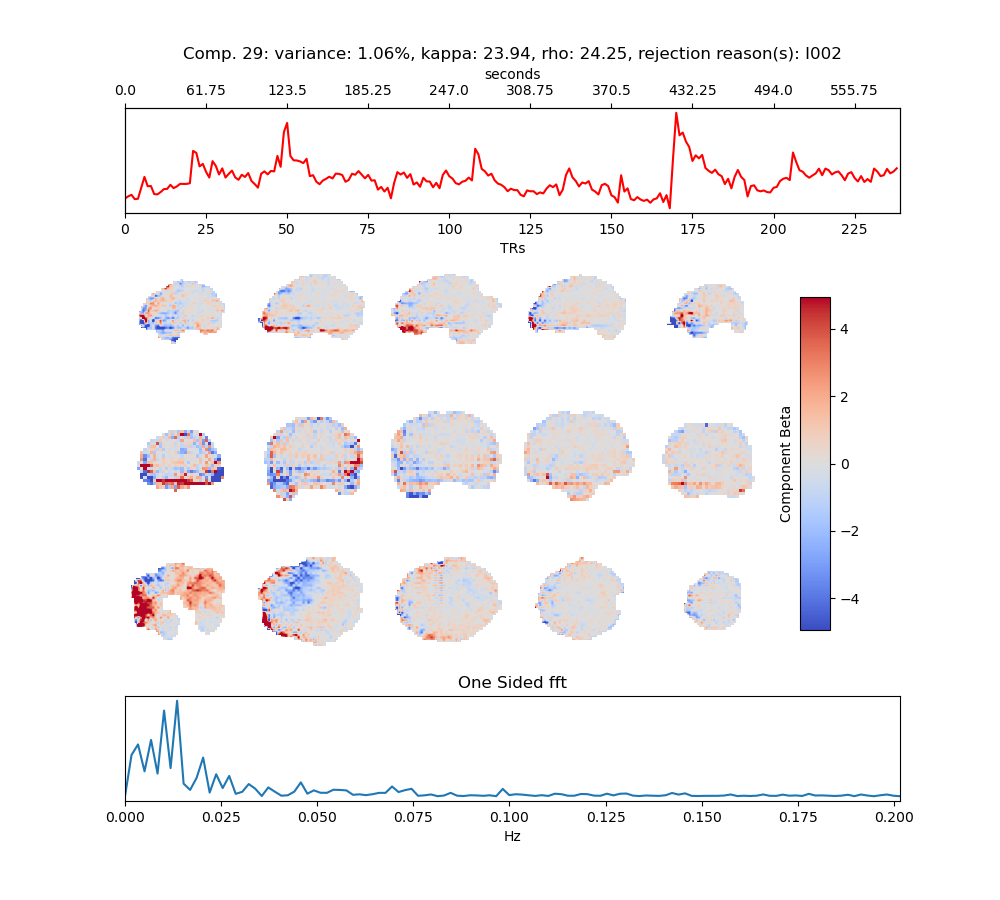 Comp. 29: variance: 1.06%, kappa: 23.94, rho: 24.25, rejection reason(s): I002
seconds
0.0 61.75 123.5 185.25 247.0 308.75 370.5 432.25 494.0 555.75
0 25 50 75 100 125 150 175 200 225
TRs
4
2
0
−2
−4
Component Beta
One Sided fft
0.000 0.025 0.050 0.075 0.100 0.125 0.150 0.175 0.200
Hz